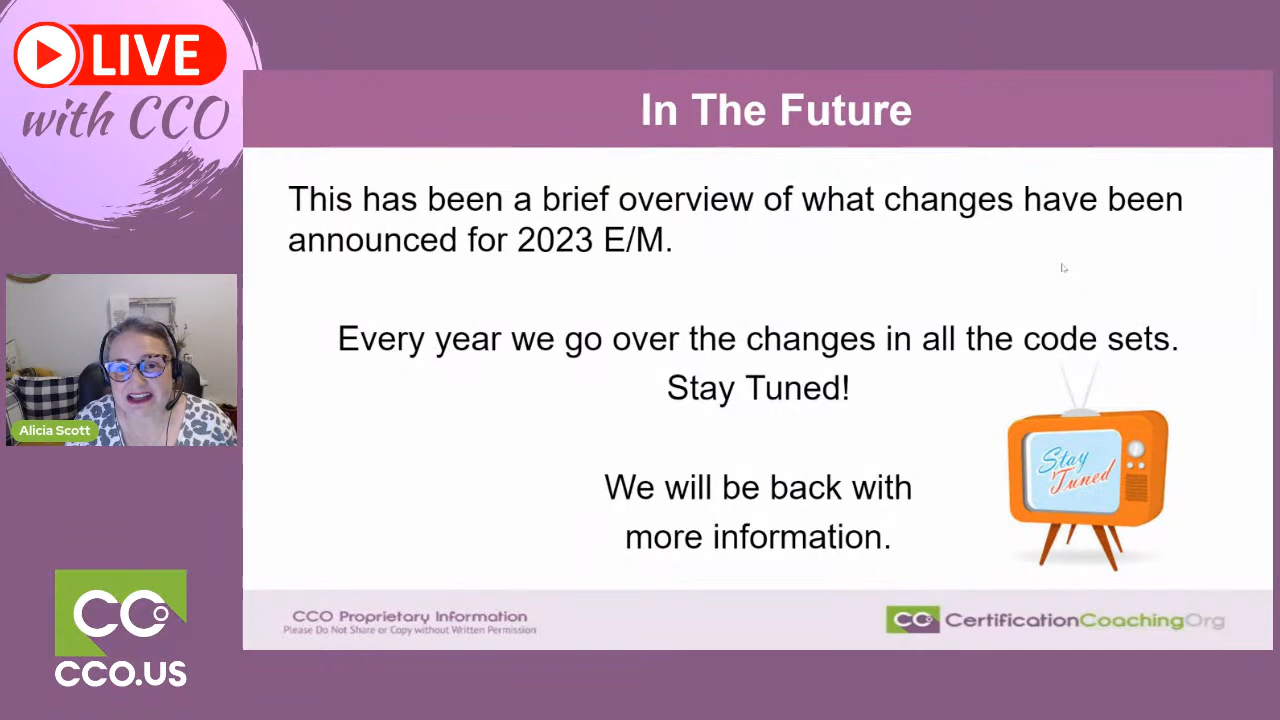 LIVE
with CCO
In The Future
This has been a brief overview of what changes have been
announced for 2023 E/M.
Every year we go over the changes in all the code sets.
Stay Tuned!
Stay
Tuned
We will be back with
more information.
Alicia Scott
CCO
CCO.US
CCO Proprietary Information
Please Do Not Share or Copy without Written Permission
CCO CertificationCoachingOrg